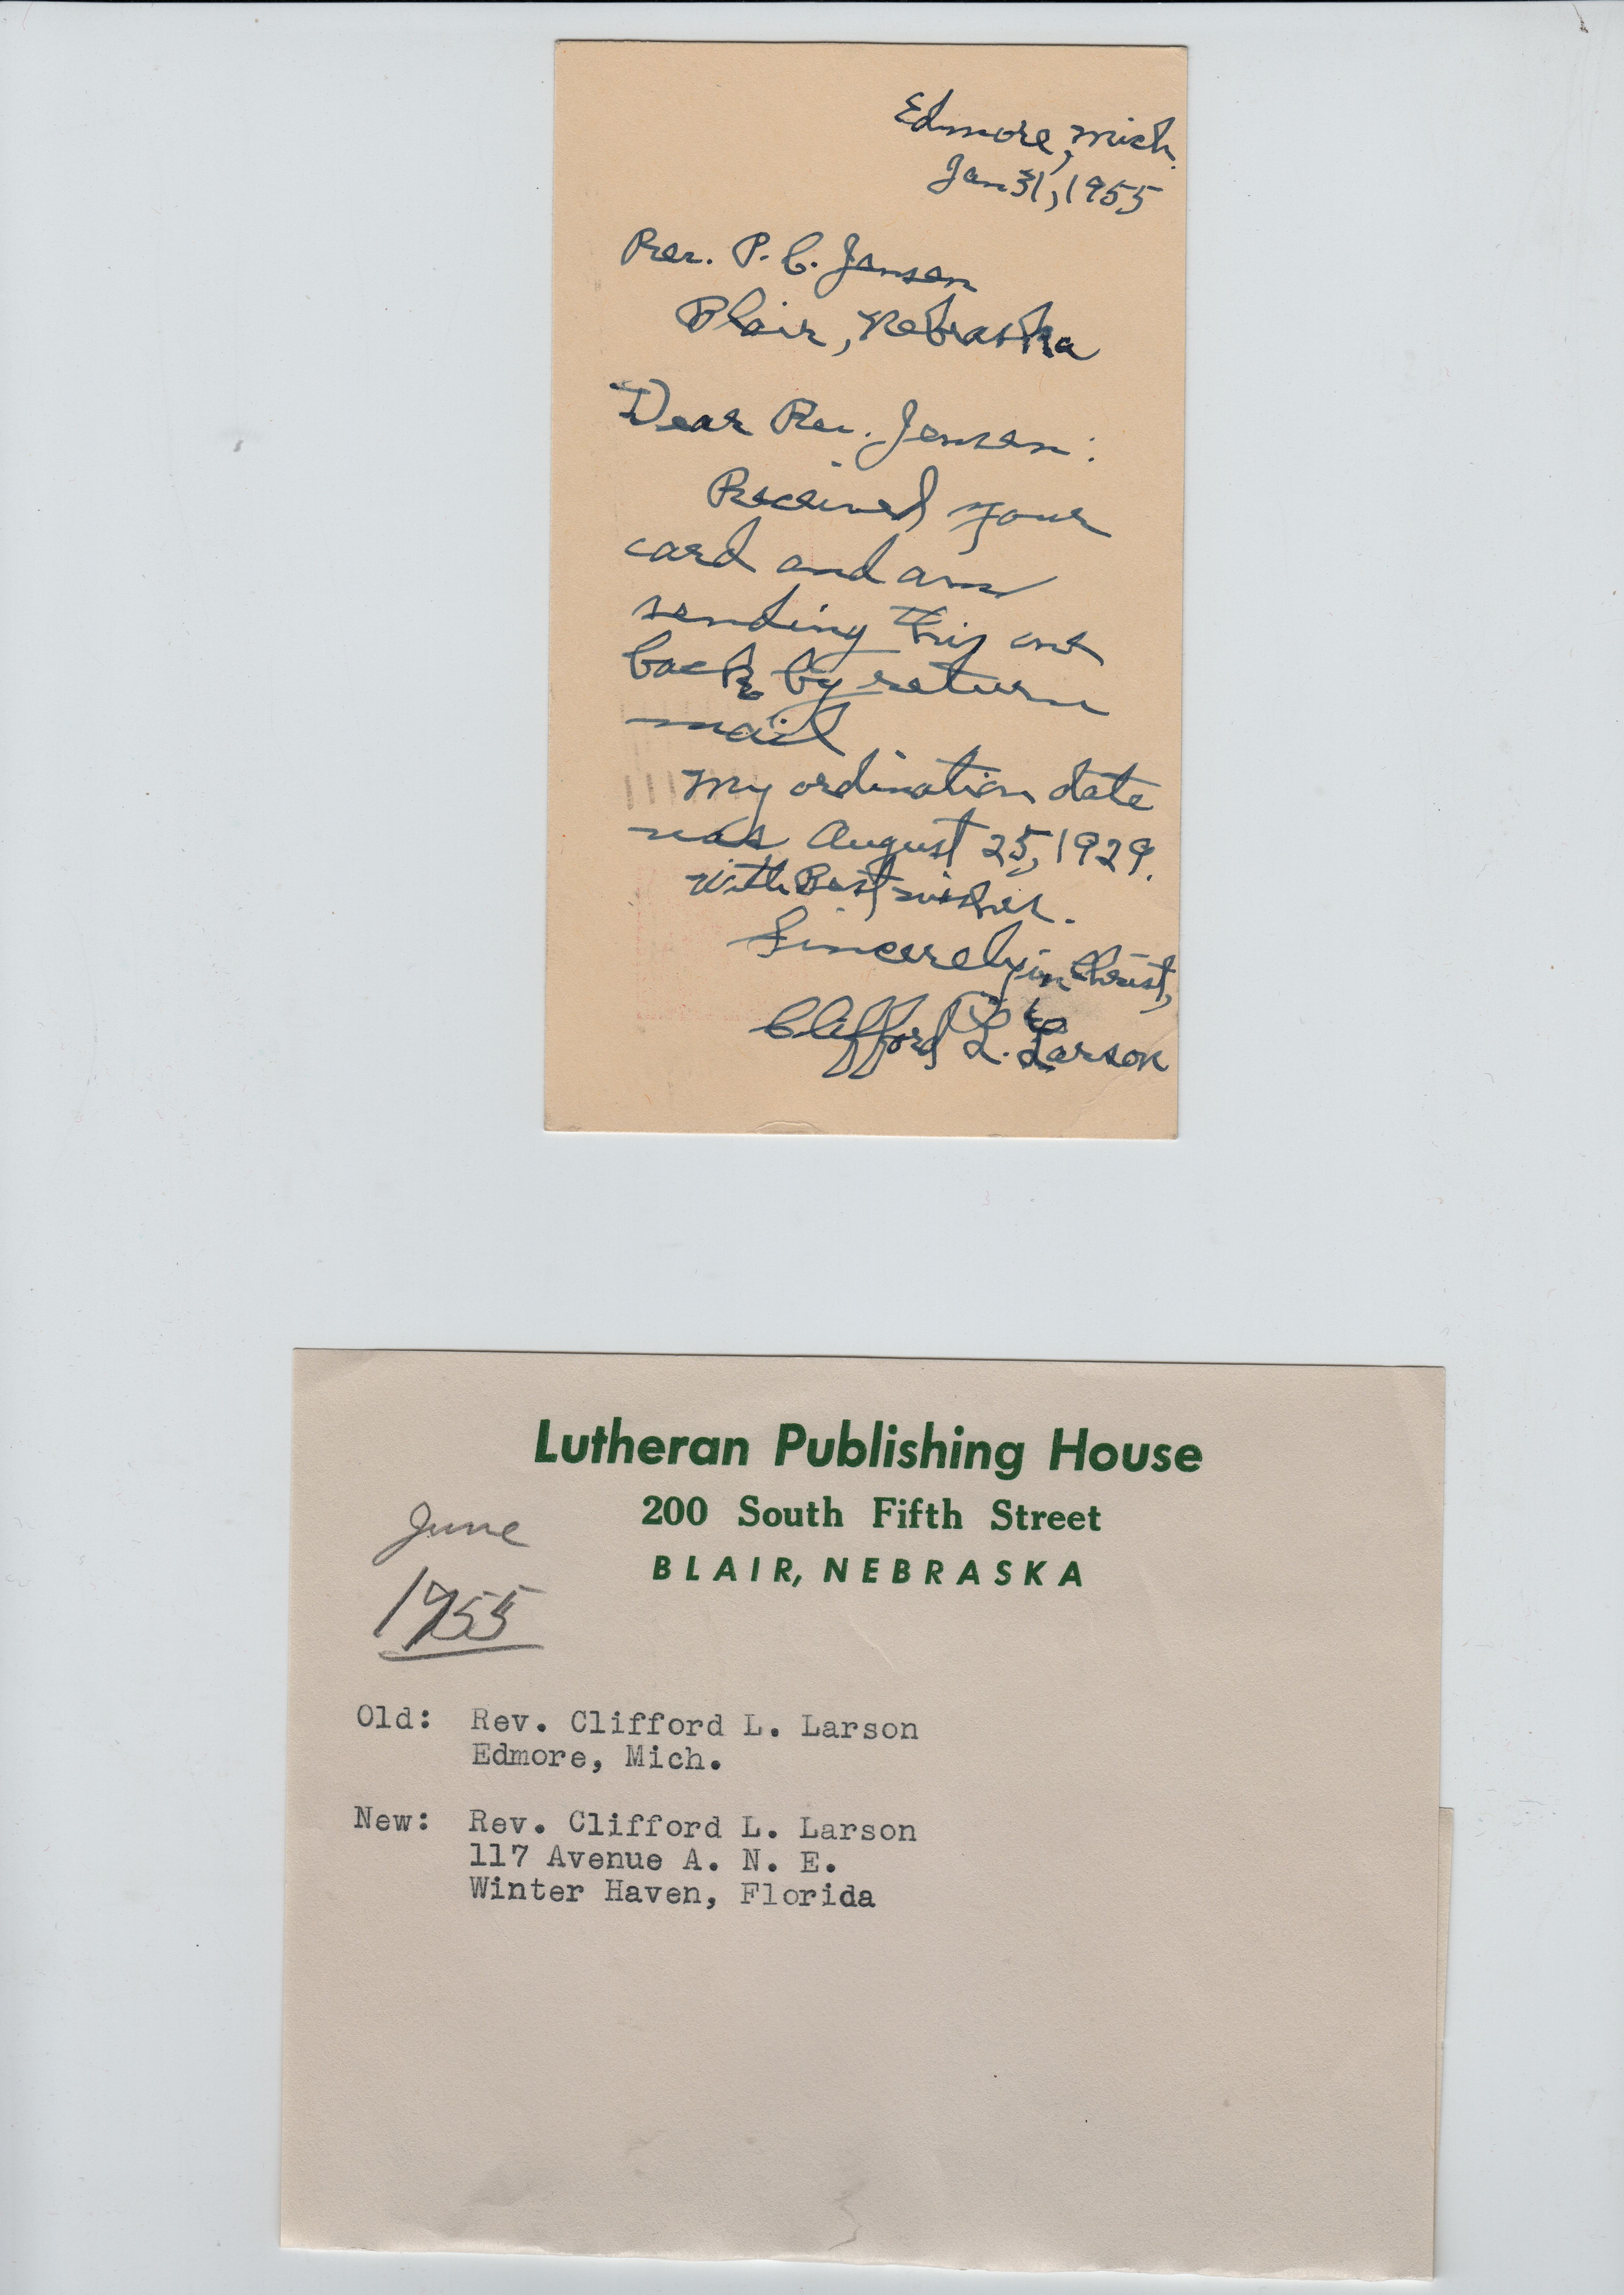 Edmore, Mich.
Jan 31, 1955
Rev. P. C. Jensen
Blair, Nebraska
Dear Rev. Jensen:
Received your
card and am
sending this one
back by return
mail
My ordination date
was August 25, 1929.
With Best wishes.
Sincerely in Christ,
Clifford L. Larson
Lutheran Publishing House
200 South Fifth Street
BLAIR, NEBRASKA
June
1955
Old: Rev. Clifford L. Larson
Edmore, Mich.
New: Rev. Clifford L. Larson
117 Avenue A. N. E.
Winter Haven, Florida